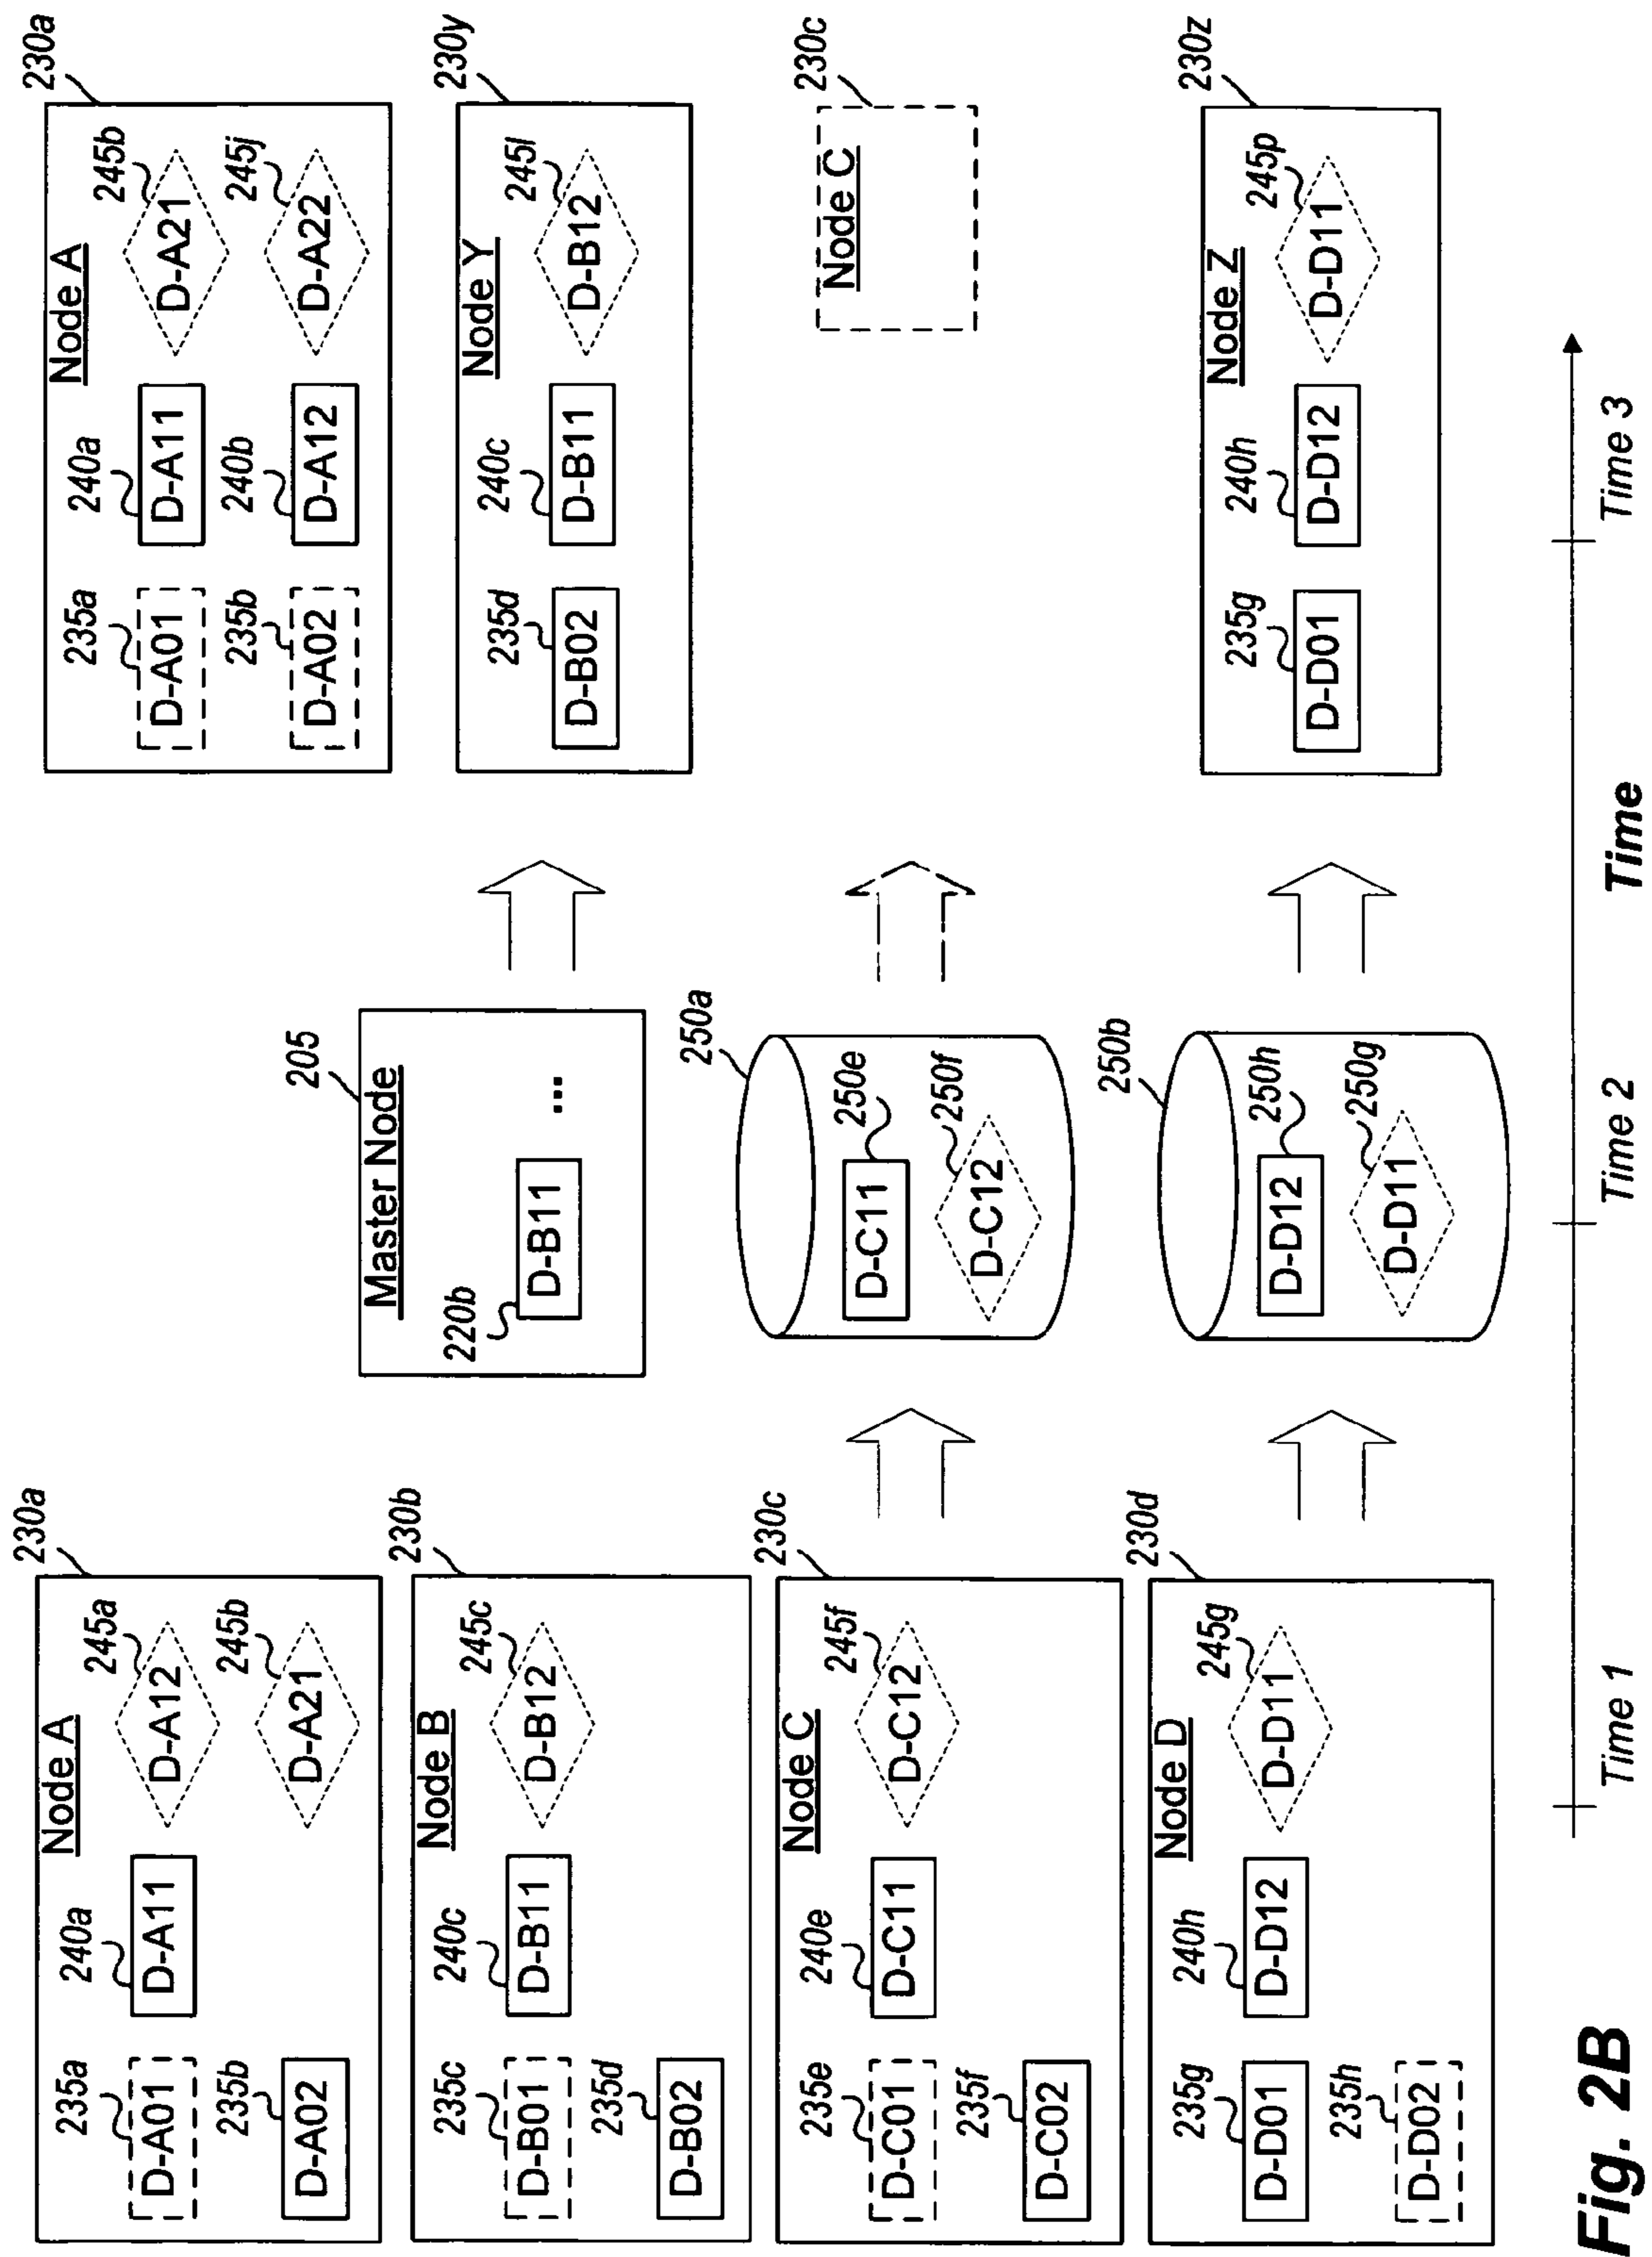 Node A
230a
235a
D-A01
240a
D-A11
245a
D-A12
235b
D-A02
245b
D-A21
Node B
230b
235c
D-B01
240c
D-B11
245c
D-B12
235d
D-B02
Node C
230c
235e
D-C01
240e
D-C11
245f
D-C12
235f
D-C02
Node D
230d
235g
D-D01
240h
D-D12
245g
D-D11
235h
D-D02
Master Node
205
220b
D-B11
...
250a
D-C11
250e
D-C12
250f
250b
D-D12
250h
D-D11
250g
Node A
230a
235a
D-A01
240a
D-A11
245b
D-A21
235b
D-A02
240b
D-A12
245j
D-A22
Node Y
230y
235d
D-B02
240c
D-B11
245l
D-B12
Node C
230c
Node Z
230z
235g
D-D01
240h
D-D12
245p
D-D11
Time 1
Time 2
Time
Time 3
Fig. 2B